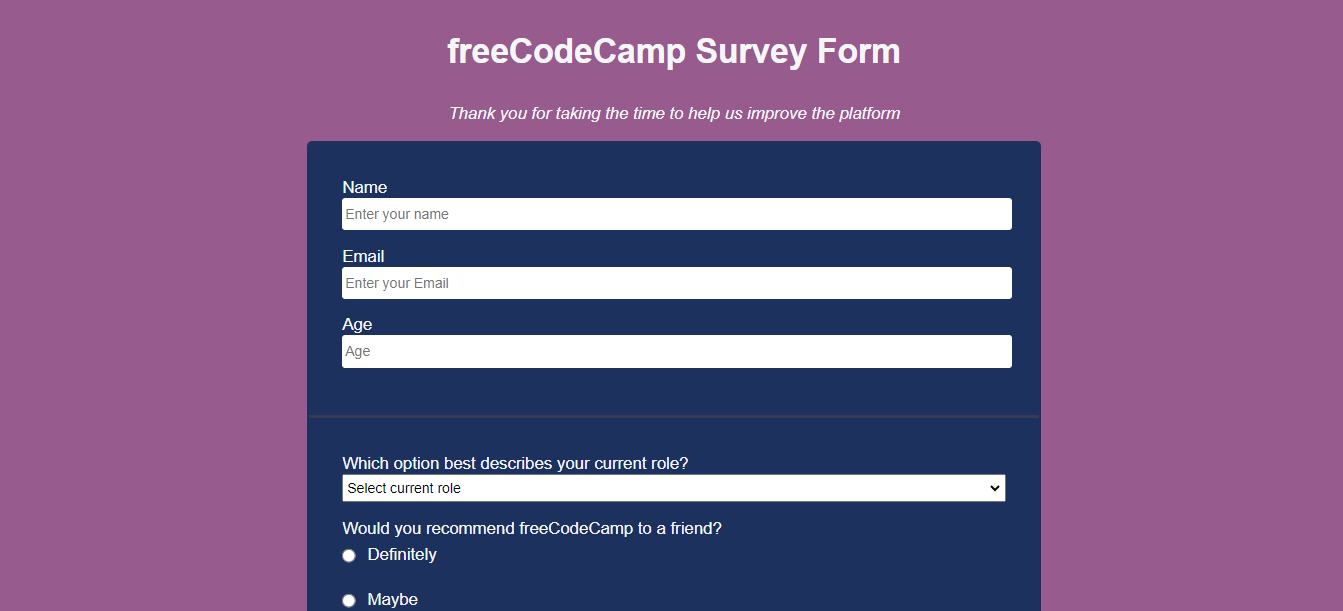 freeCodeCamp Survey Form
Thank you for taking the time to help us improve the platform
Name
Enter your name
Email
Enter your Email
Age
Age
Which option best describes your current role?
Select current role
Would you recommend freeCodeCamp to a friend?
Definitely
Maybe